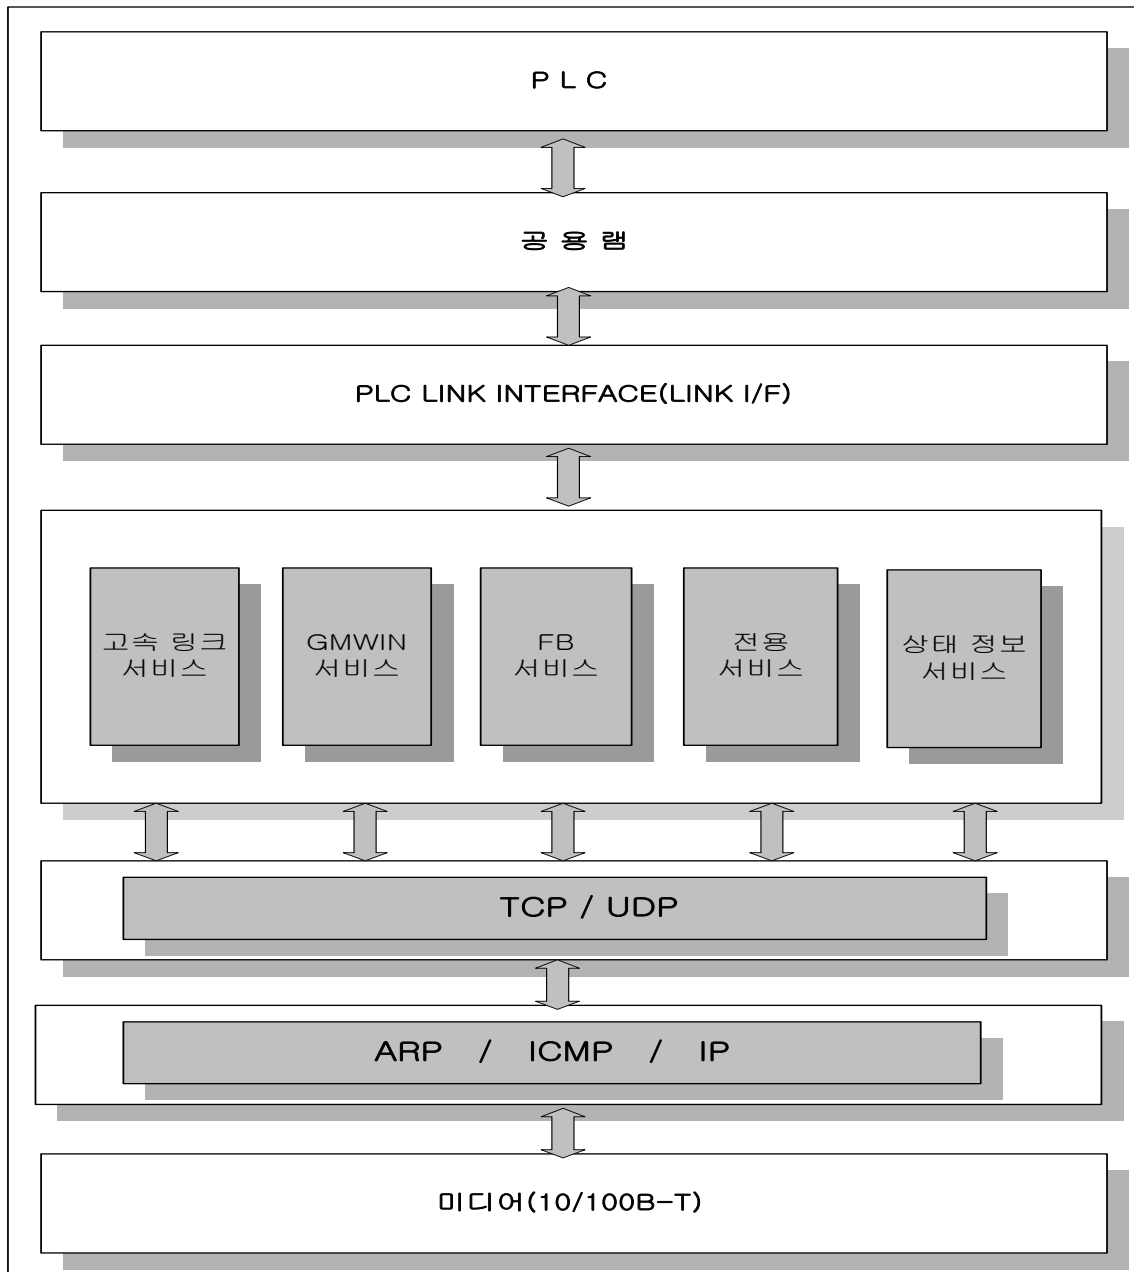 P L C
공 용 램
PLC LINK INTERFACE(LINK I/F)
고속 링크
서비스
GMWIN
서비스
FB
서비스
전용
서비스
상태 정보
서비스
TCP / UDP
ARP / ICMP / IP
미디어(10/100B-T)